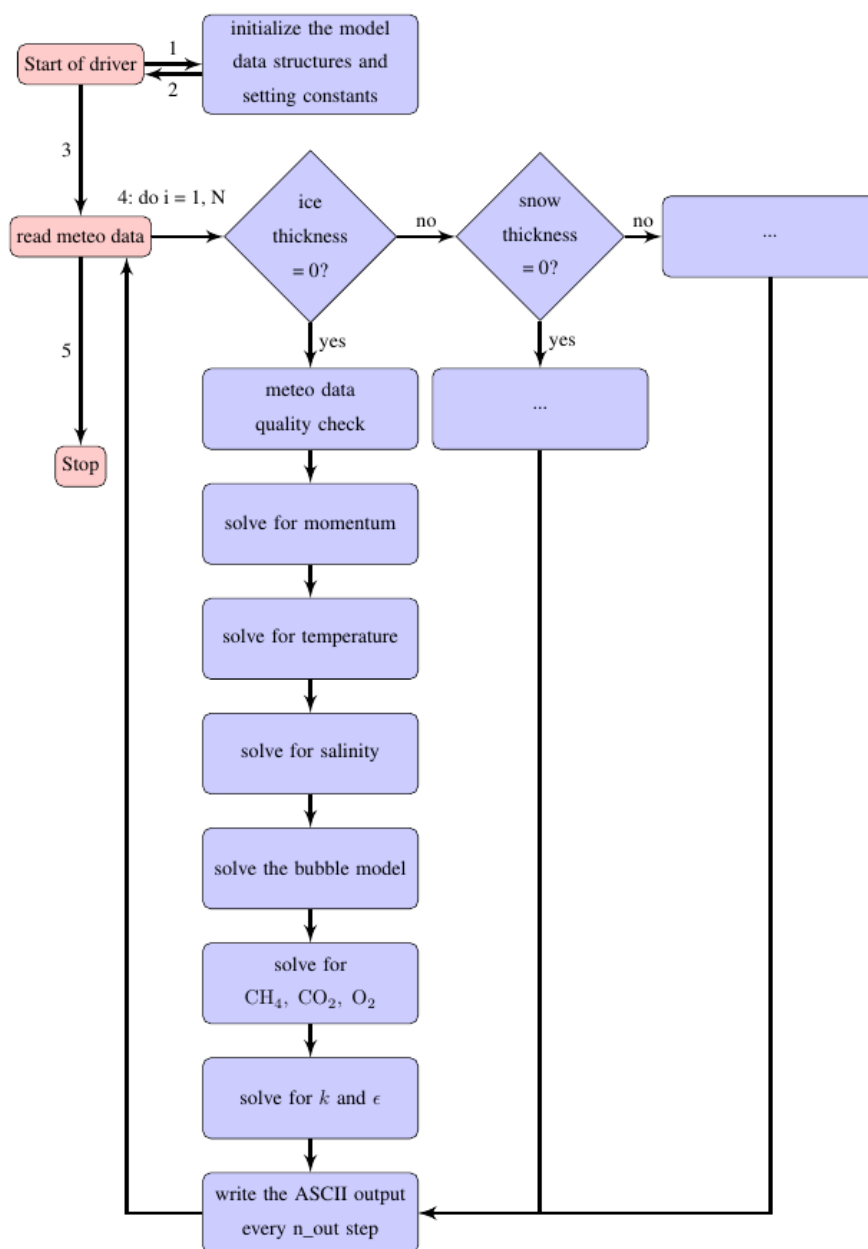 initialize the model
data structures and
setting constants
Start of driver
1
2
3
4: do i = 1, N
read meteo data
ice
thickness
= 0?
no
snow
thickness
= 0?
no
...
yes
yes
5
meteo data
quality check
...
Stop
solve for momentum
solve for temperature
solve for salinity
solve the bubble model
solve for
CH₄, CO₂, O₂
solve for k and ϵ
write the ASCII output
every n_out step